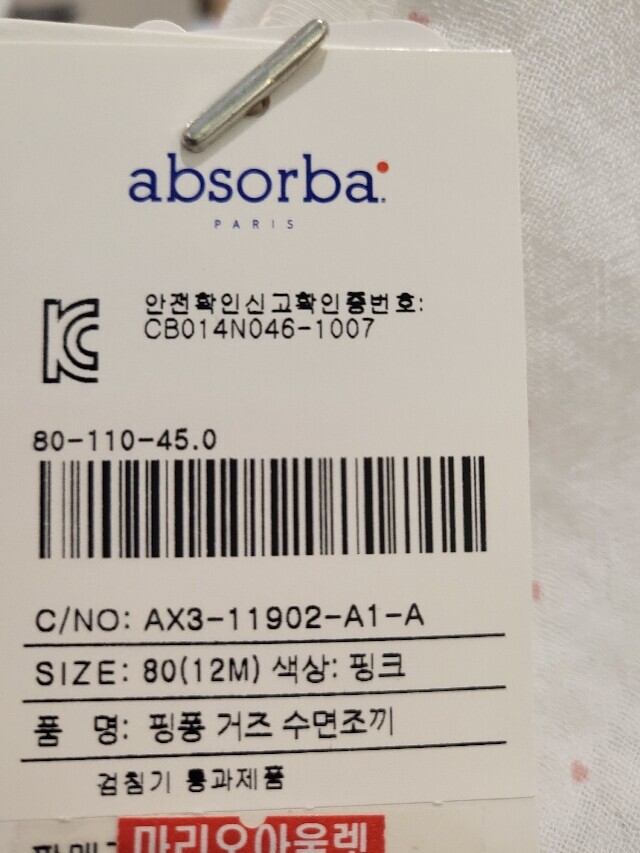 absorba.
PARIS
안전확인신고확인증번호:
CB014N046-1007
80-110-45.0
C/NO: AX3-11902-A1-A
SIZE: 80(12M) 색상: 핑크
품 명: 핑퐁 거즈 수면조끼
검침기 통과제품
마리오아울렛